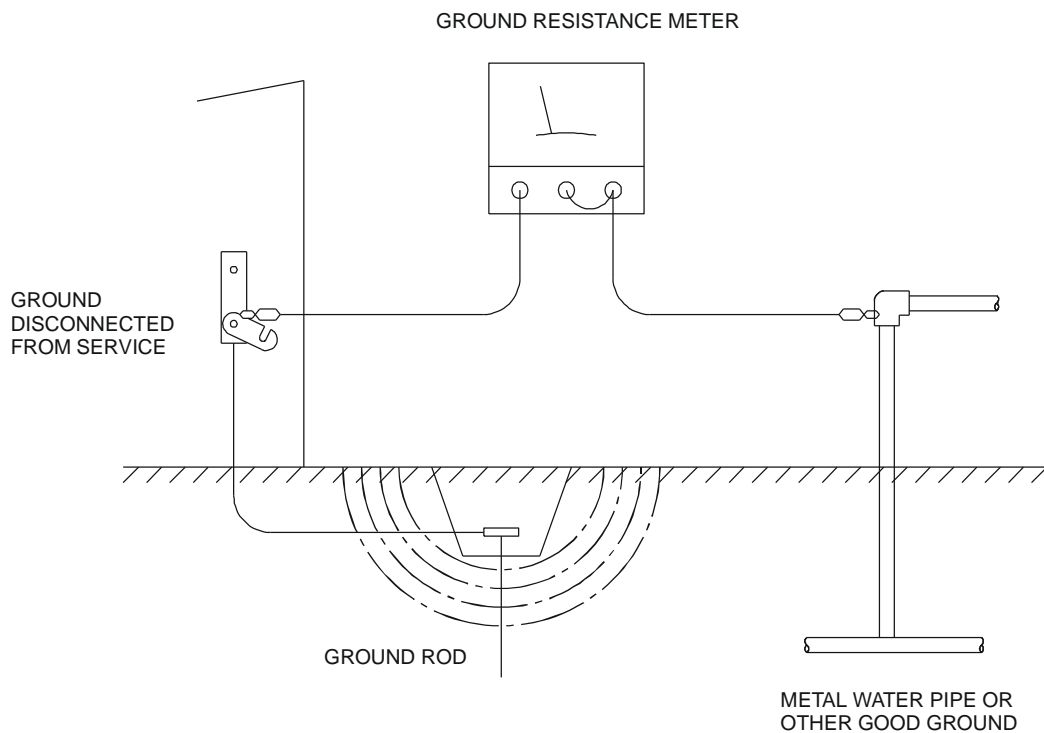 GROUND RESISTANCE METER
GROUND
DISCONNECTED
FROM SERVICE
GROUND ROD
METAL WATER PIPE OR
OTHER GOOD GROUND